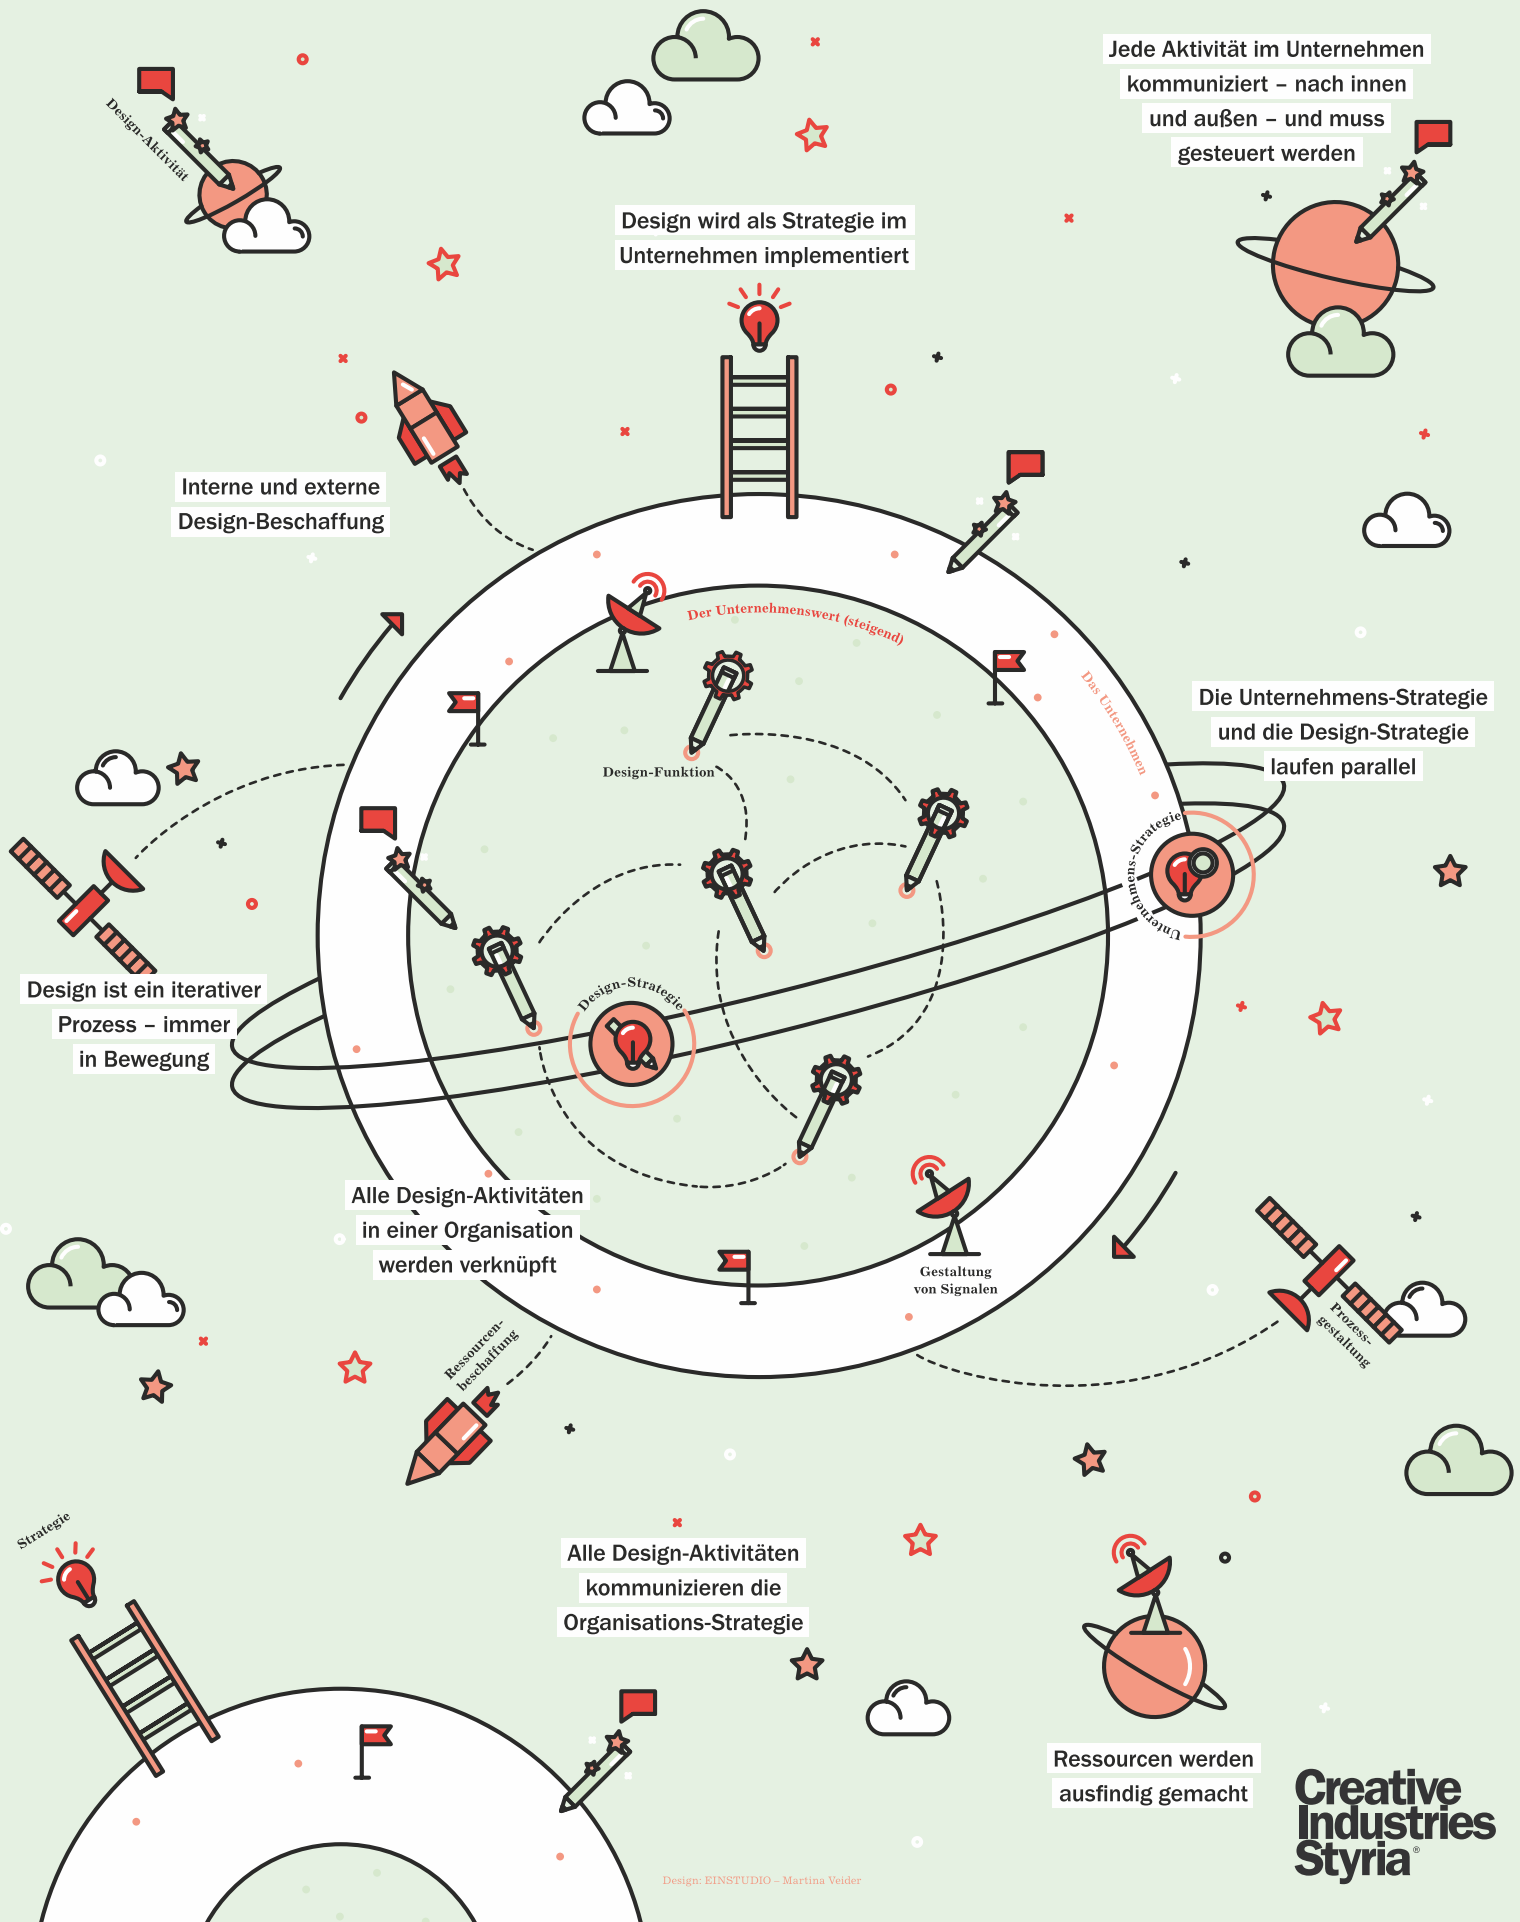 Jede Aktivität im Unternehmen
kommuniziert – nach innen
und außen – und muss
gesteuert werden
Design-Aktivität
Design wird als Strategie im
Unternehmen implementiert
Interne und externe
Design-Beschaffung
Der Unternehmenswert (steigend)
Das Unternehmen
Die Unternehmens-Strategie
und die Design-Strategie
laufen parallel
Design-Funktion
Unternehmens-Strategie
Design-Strategie
Design ist ein iterativer
Prozess – immer
in Bewegung
Alle Design-Aktivitäten
in einer Organisation
werden verknüpft
Gestaltung
von Signalen
Prozess-
gestaltung
Ressourcen-
beschaffung
Strategie
Alle Design-Aktivitäten
kommunizieren die
Organisations-Strategie
Ressourcen werden
ausfindig gemacht
Creative
Industries
Styria®
Design: EINSTUDIO – Martina Veider